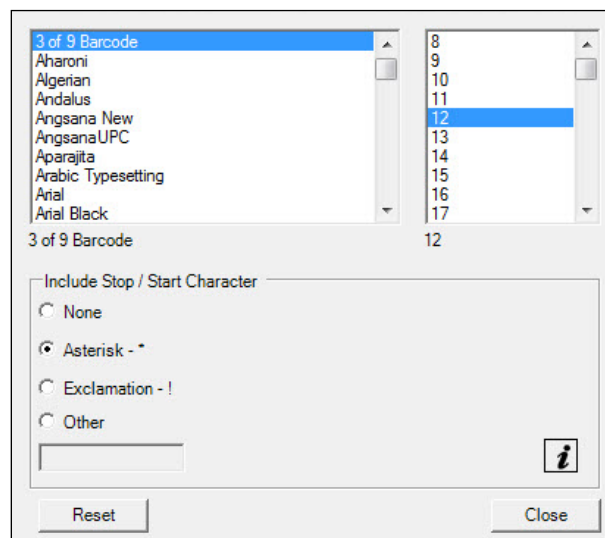 3 of 9 Barcode
Aharoni
Algerian
Andalus
Angsana New
AngsanaUPC
Aparajita
Arabic Typesetting
Arial
Arial Black
8
9
10
11
12
13
14
15
16
17
3 of 9 Barcode
12
Include Stop / Start Character
None
Asterisk - *
Exclamation - !
Other
i
Reset
Close